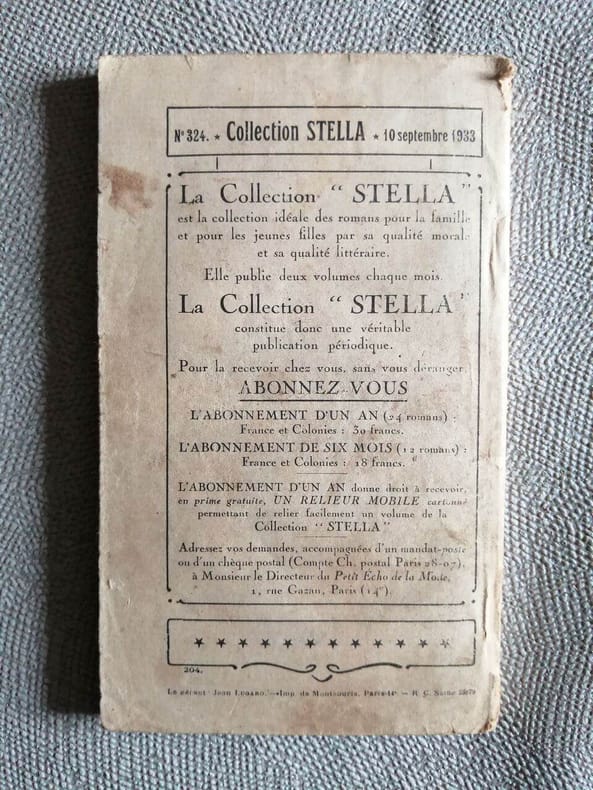 N° 324. ★ Collection STELLA ★ 10 septembre 1933
La Collection “ STELLA ”
est la collection idéale des romans pour la famille
et pour les jeunes filles par sa qualité morale
et sa qualité littéraire.
Elle publie deux volumes chaque mois.
La Collection “ STELLA ”
constitue donc une véritable
publication périodique.
Pour la recevoir chez vous, sans vous déranger,
ABONNEZ-VOUS
L'ABONNEMENT D'UN AN (24 romans) :
France et Colonies : 30 francs.
L'ABONNEMENT DE SIX MOIS (12 romans) :
France et Colonies : 18 francs.
L'ABONNEMENT D'UN AN donne droit à recevoir,
en prime gratuite, UN RELIEUR MOBILE cartonné
permettant de relier facilement un volume de la
Collection “ STELLA ”
Adressez vos demandes, accompagnées d'un mandat-poste
ou d'un chèque postal (Compte Ch. postal Paris 28-07),
à Monsieur le Directeur du Petit Écho de la Mode,
1, rue Gazan, Paris (14e).
204.
Le gérant : Jean LUGARO. — Imp. de Montsouris, Paris-14e — R. C. Seine